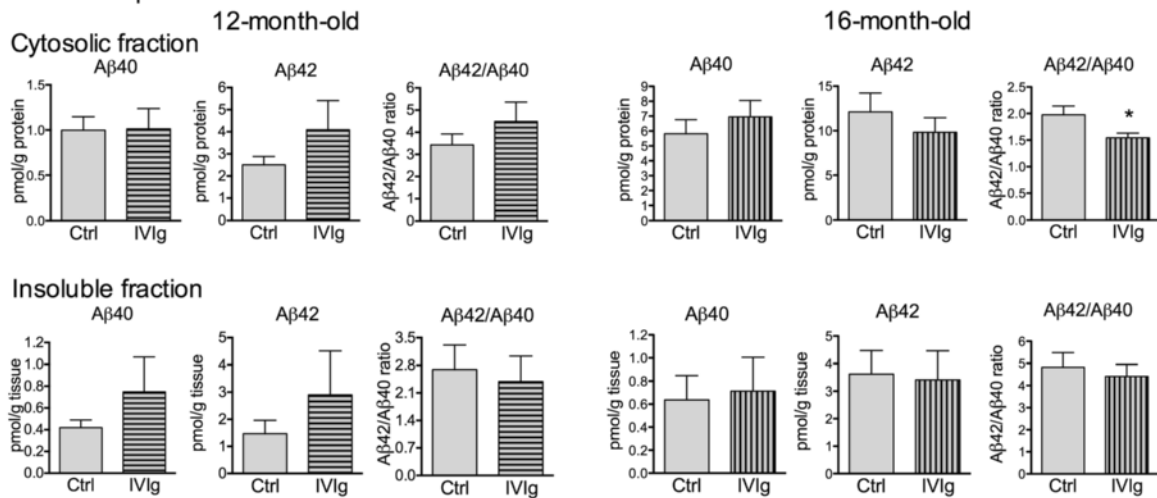 12-month-old
16-month-old
Cytosolic fraction
Aβ40
Aβ42
Aβ42/Aβ40
Aβ40
Aβ42
Aβ42/Aβ40
pmol/g protein
1.5
1.0
0.5
0.0
Ctrl IVIg
pmol/g protein
6
5
4
3
2
1
0
Ctrl IVIg
Aβ42/Aβ40 ratio
6
5
4
3
2
1
0
Ctrl IVIg
pmol/g protein
9
8
7
6
5
4
3
2
1
0
Ctrl IVIg
pmol/g protein
15
10
5
0
Ctrl IVIg
Aβ42/Aβ40 ratio
2.5
2.0
1.5
1.0
0.5
0.0
*
Ctrl IVIg
Insoluble fraction
Aβ40
Aβ42
Aβ42/Aβ40
Aβ40
Aβ42
Aβ42/Aβ40
pmol/g tissue
1.2
1.0
0.8
0.6
0.4
0.2
0.0
Ctrl IVIg
pmol/g tissue
5
4
3
2
1
0
Ctrl IVIg
Aβ42/Aβ40 ratio
3.5
2.8
2.1
1.4
0.7
0.0
Ctrl IVIg
pmol/g tissue
1.2
1.0
0.8
0.6
0.4
0.2
0.0
Ctrl IVIg
pmol/g tissue
5
4
3
2
1
0
Ctrl IVIg
Aβ42/Aβ40 ratio
6
5
4
3
2
1
0
Ctrl IVIg